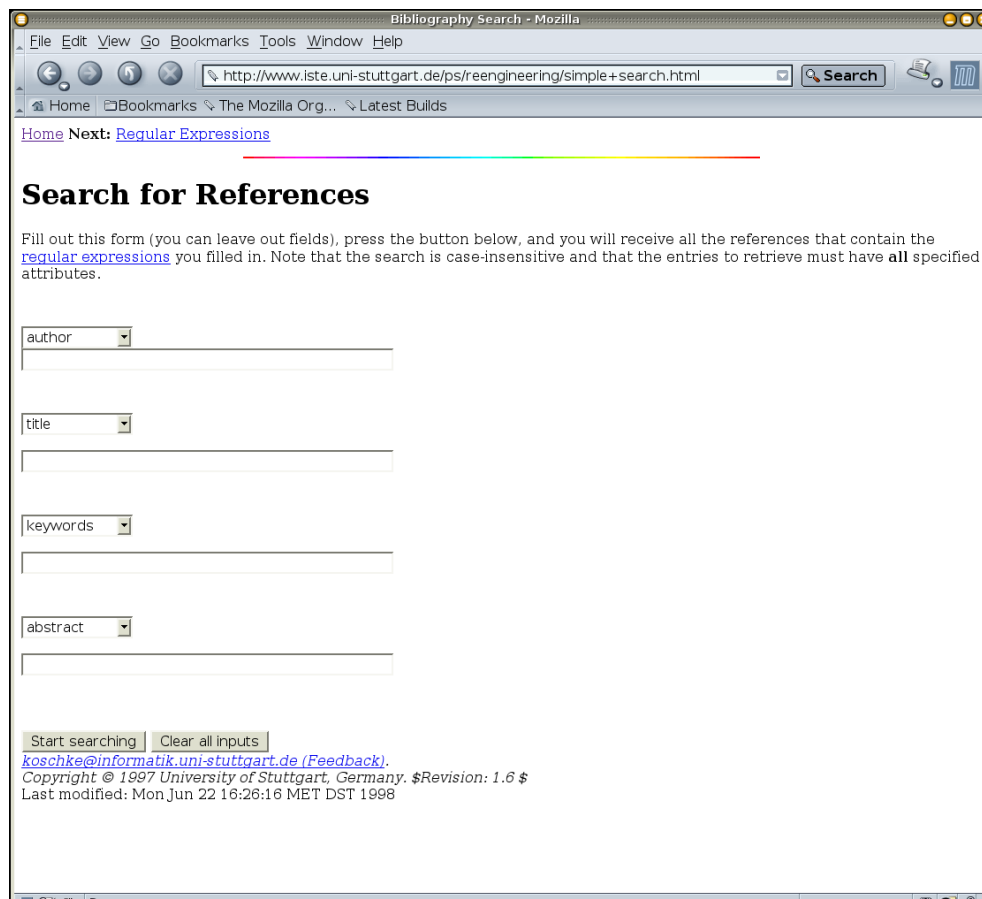 Bibliography Search - Mozilla
File Edit View Go Bookmarks Tools Window Help
http://www.iste.uni-stuttgart.de/ps/reengineering/simple+search.html Search
Home Bookmarks The Mozilla Org... Latest Builds
Home Next: Regular Expressions
Search for References
Fill out this form (you can leave out fields), press the button below, and you will receive all the references that contain the
regular expressions you filled in. Note that the search is case-insensitive and that the entries to retrieve must have all specified
attributes.
author
title
keywords
abstract
Start searching Clear all inputs
koschke@informatik.uni-stuttgart.de (Feedback).
Copyright © 1997 University of Stuttgart, Germany. $Revision: 1.6 $
Last modified: Mon Jun 22 16:26:16 MET DST 1998